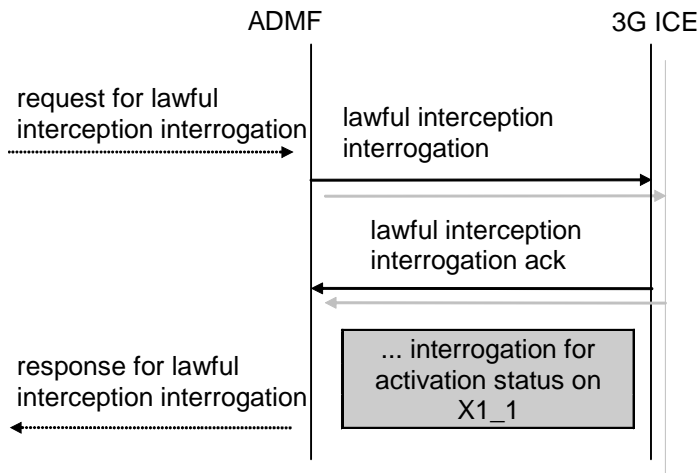 ADMF
3G ICE
request for lawful
interception interrogation
lawful interception
interrogation
lawful interception
interrogation ack
... interrogation for
activation status on
X1_1
response for lawful
interception interrogation